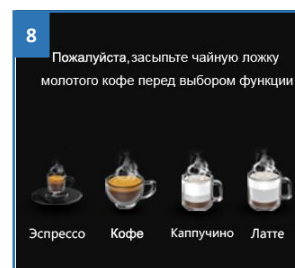 8
Пожалуйста,засыпьте чайную ложку
молотого кофе перед выбором функции
Эспрессо Кофе Каппучино Латте